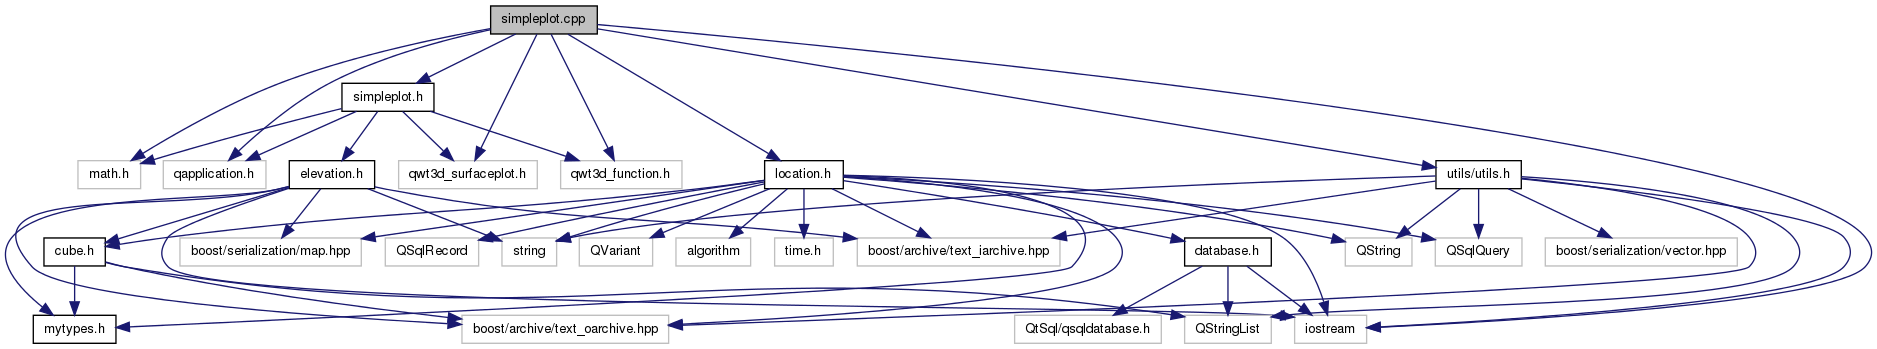 simpleplot.cpp
simpleplot.h
math.h
qapplication.h
elevation.h
qwt3d_surfaceplot.h
qwt3d_function.h
location.h
utils/utils.h
cube.h
boost/serialization/map.hpp
QSqlRecord
string
QVariant
algorithm
time.h
boost/archive/text_iarchive.hpp
database.h
QString
QSqlQuery
boost/serialization/vector.hpp
mytypes.h
boost/archive/text_oarchive.hpp
QtSql/qsqldatabase.h
QStringList
iostream